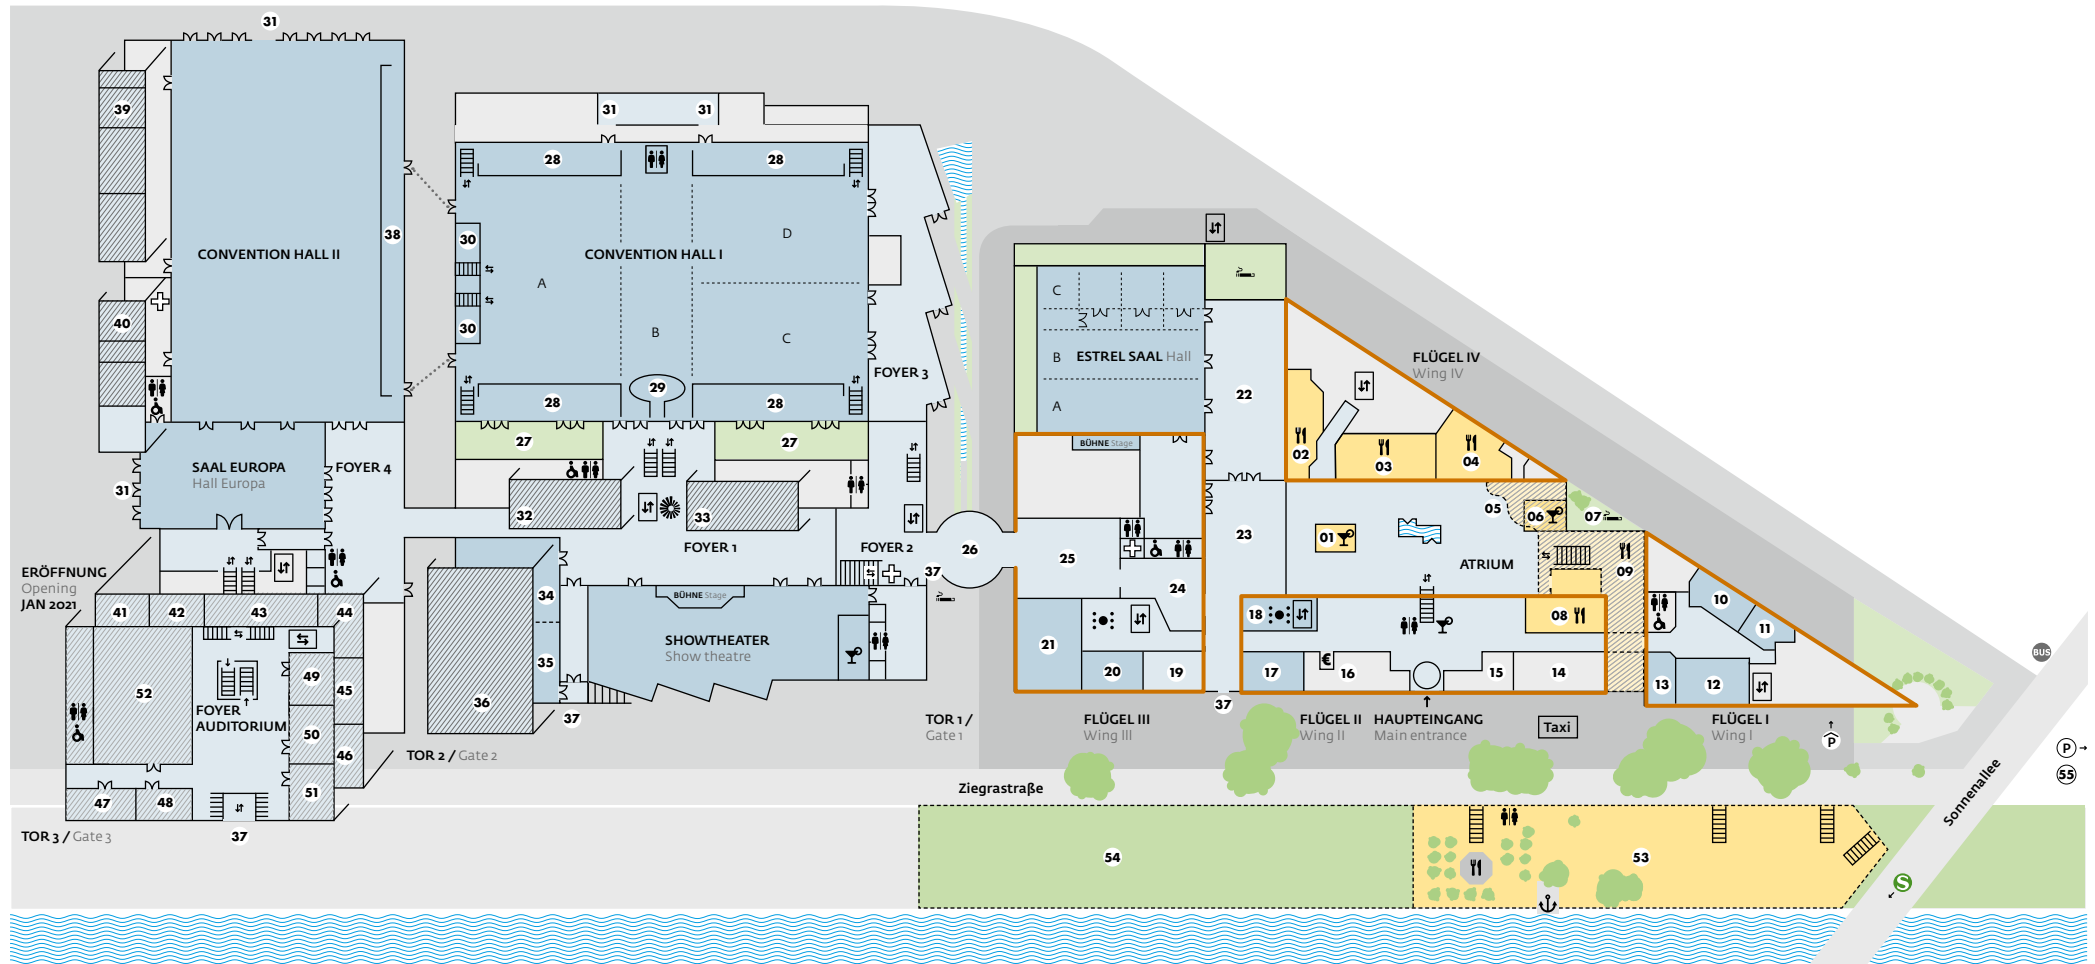 31
39
CONVENTION HALL II
38
40
31
31
28
28
30
CONVENTION HALL I
D
A
30
B
C
29
28
28
FOYER 3
27
27
SAAL EUROPA
Hall Europa
FOYER 4
31
32
33
FOYER 1
FOYER 2
37
26
ERÖFFNUNG
Opening
JAN 2021
41
42
43
44
34
35
36
37
BÜHNE Stage
SHOWTHEATER
Show theatre
52
49
45
FOYER
AUDITORIUM
50
46
51
47
48
37
TOR 2 / Gate 2
TOR 3 / Gate 3
C
B
ESTREL SAAL Hall
A
22
BÜHNE Stage
FLÜGEL IV
Wing IV
02
03
04
05
06
07
01
23
25
24
ATRIUM
09
10
11
18
08
21
20
19
17
€
16
15
14
13
12
TOR 1 /
Gate 1
FLÜGEL III
Wing III
37
FLÜGEL II
Wing II
HAUPTEINGANG
Main entrance
Taxi
FLÜGEL I
Wing I
P
BUS
P
55
Ziegrastraße
Sonnenallee
54
53
S